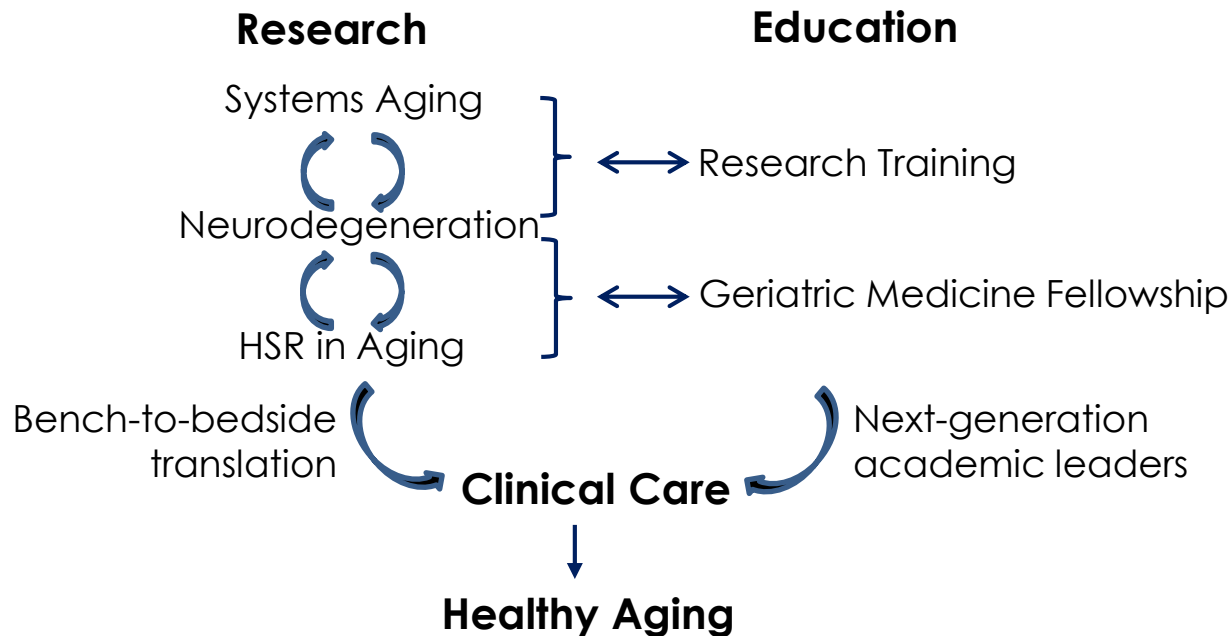 Research
Education
Systems Aging
Research Training
Neurodegeneration
Geriatric Medicine Fellowship
HSR in Aging
Bench-to-bedside
translation
Next-generation
academic leaders
Clinical Care
Healthy Aging